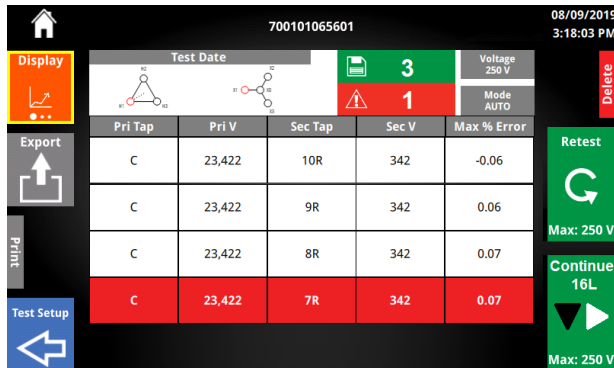 700101065601
08/09/2019
3:18:03 PM
Display
Test Date
3
1
Voltage
250 V
Mode
AUTO
Delete
Pri Tap Pri V Sec Tap Sec V Max % Error
C 23,422 10R 342 -0.06
C 23,422 9R 342 0.06
C 23,422 8R 342 0.07
C 23,422 7R 342 0.07
Export
Print
Test Setup
Retest
Max: 250 V
Continue
16L
Max: 250 V